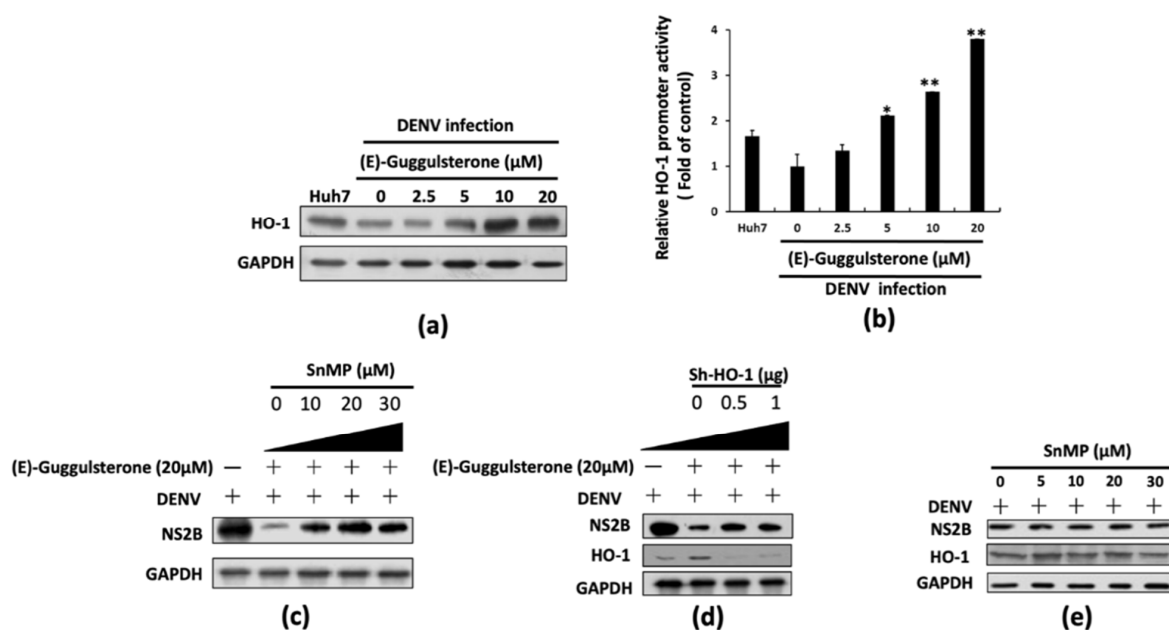 DENV infection
(E)-Guggulsterone (μM)
Huh7 0 2.5 5 10 20
HO-1
GAPDH
(a)
Relative HO-1 promoter activity
( Fold of control)
4
3
2
1
0
*
**
**
Huh7 0 2.5 5 10 20
(E)-Guggulsterone (μM)
DENV infection
(b)
SnMP (μM)
0 10 20 30
(E)-Guggulsterone (20μM) — + + + +
DENV + + + + +
NS2B
GAPDH
(c)
Sh-HO-1 (μg)
0 0.5 1
(E)-Guggulsterone (20μM) — + + +
DENV + + + +
NS2B
HO-1
GAPDH
(d)
SnMP (μM)
0 5 10 20 30
DENV + + + + +
NS2B
HO-1
GAPDH
(e)